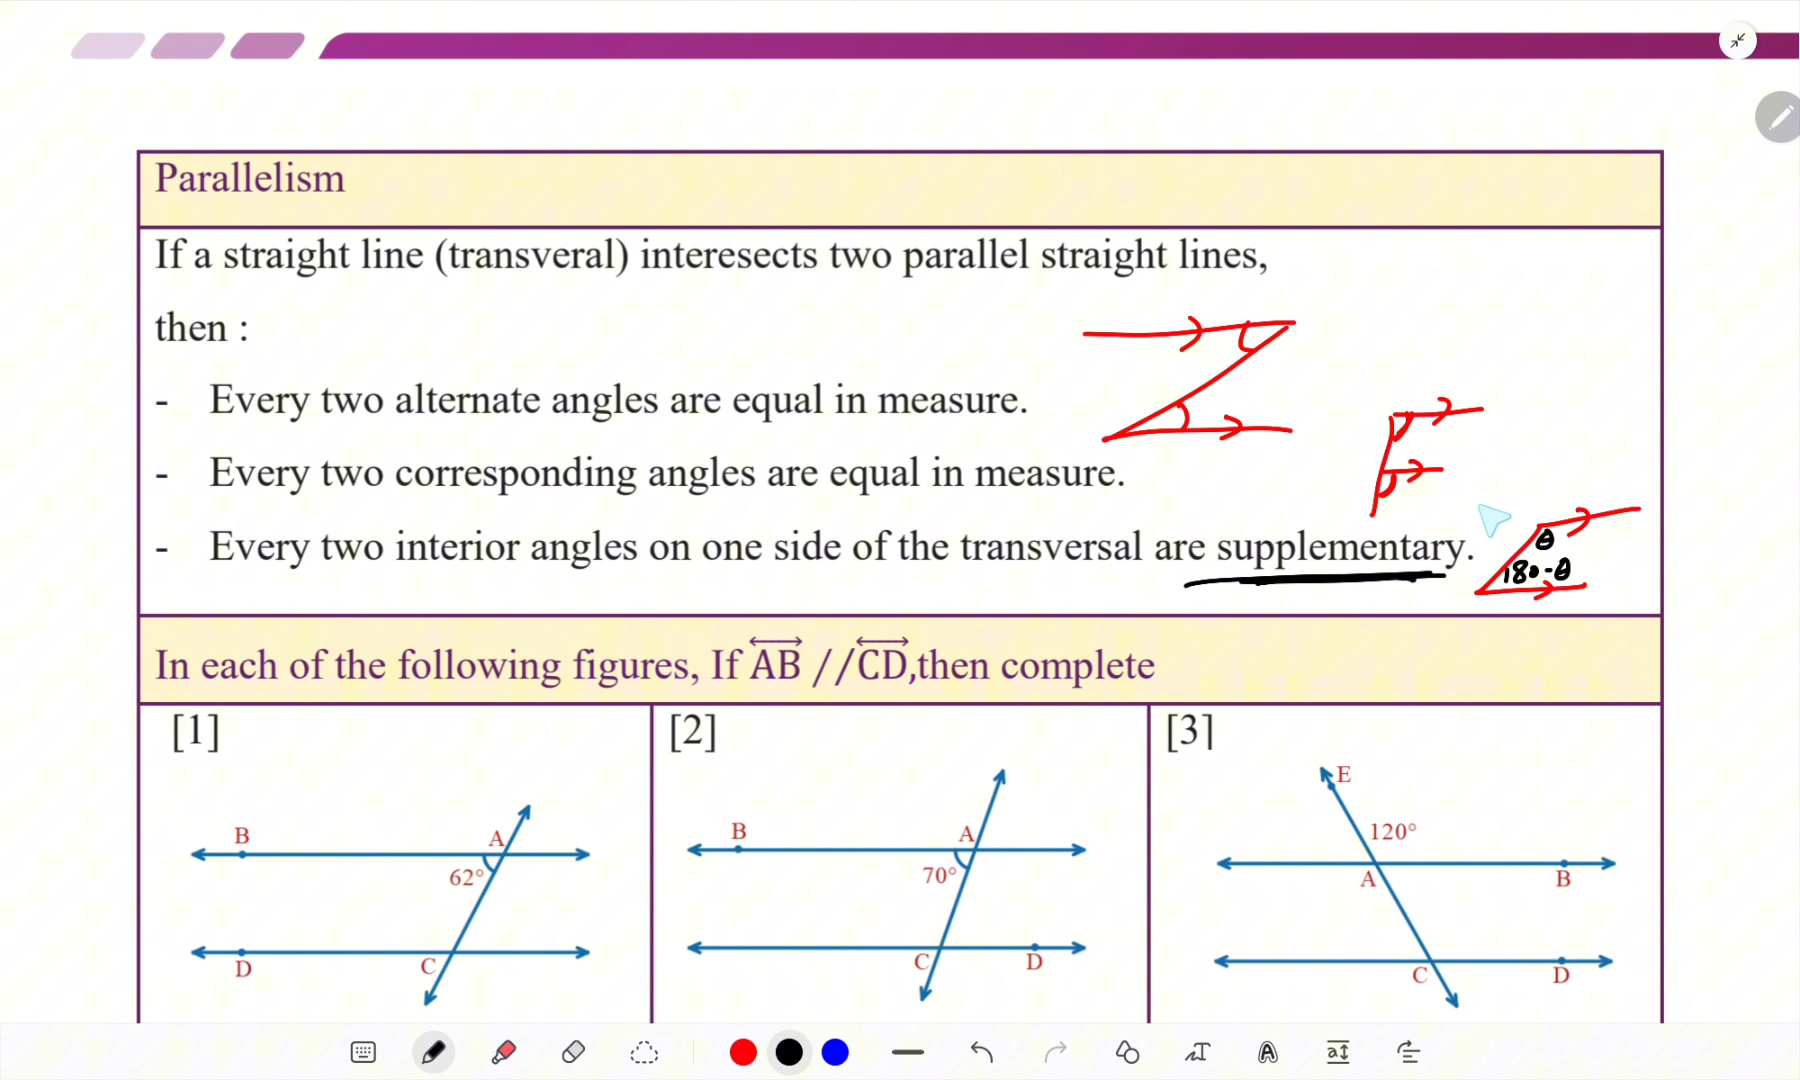 Parallelism
If a straight line (transveral) interesects two parallel straight lines,
then :
- Every two alternate angles are equal in measure.
- Every two corresponding angles are equal in measure.
- Every two interior angles on one side of the transversal are supplementary.
θ
180-θ
In each of the following figures, If AB //CD,then complete
[1]
B
A
62°
D
C
[2]
B
A
70°
C
D
[3]
E
120°
A
B
C
D